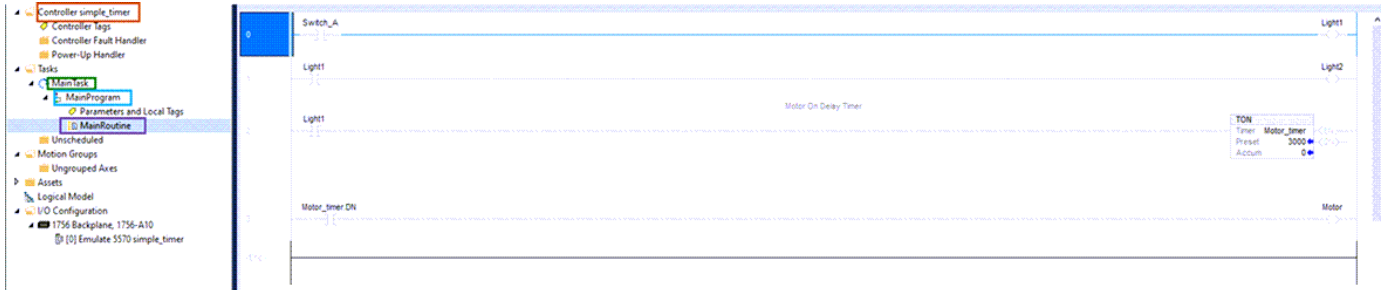 Controller simple_timer
Controller Tags
Controller Fault Handler
Power-Up Handler
Tasks
MainTask
MainProgram
Parameters and Local Tags
MainRoutine
Unscheduled
Motion Groups
Ungrouped Axes
Assets
Logical Model
I/O Configuration
1756 Backplane, 1756-A10
[0] Emulate 5570 simple_timer
0
Switch_A
Light1
1
Light1
Light2
Motor On Delay Timer
2
Light1
TON
Timer Motor_timer
Preset 3000
Accum 0
Motor_timer.DN
Motor